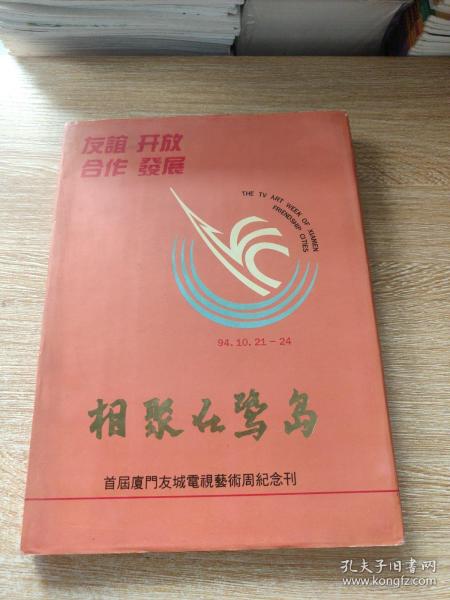 友誼 开放
合作 發展
THE TV ART WEEK OF XIAMEN
FRIENDSHIP CITIES
94.10.21-24
相聚在鹭岛
首屆廈門友城電視藝術周紀念刊
孔夫子旧书网
www.kongfz.com